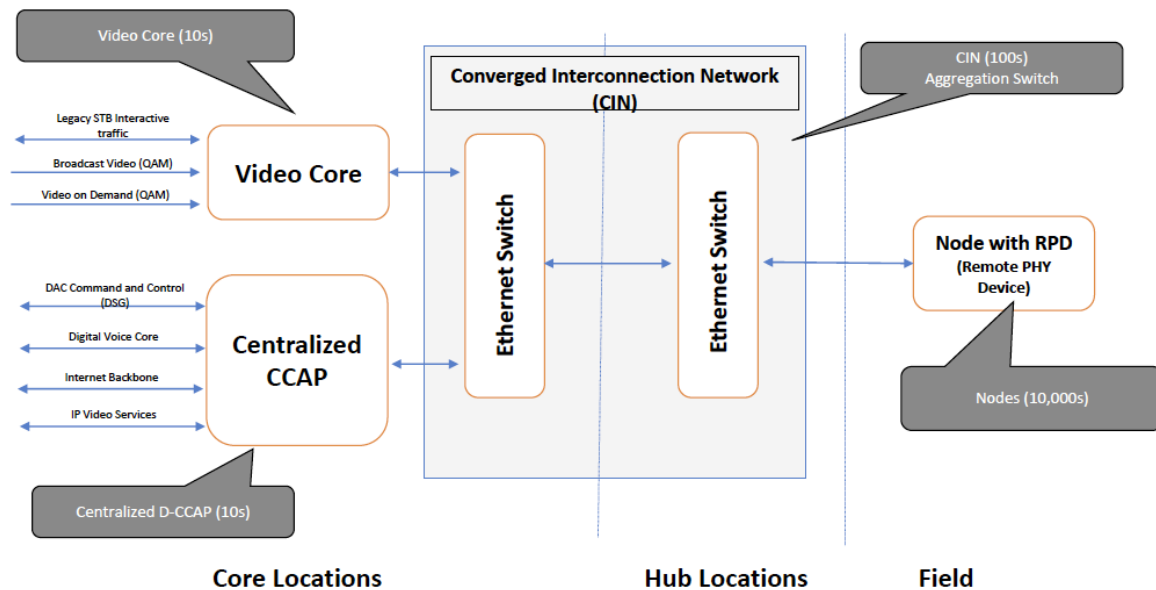 Video Core (10s)
Converged Interconnection Network
(CIN)
CIN (100s)
Aggregation Switch
Legacy STB Interactive
traffic
Broadcast Video (QAM)
Video on Demand (QAM)
Video Core
Ethernet Switch
Ethernet Switch
Node with RPD
(Remote PHY
Device)
DAC Command and Control
(DSG)
Digital Voice Core
Internet Backbone
IP Video Services
Centralized
CCAP
Nodes (10,000s)
Centralized D-CCAP (10s)
Core Locations
Hub Locations
Field